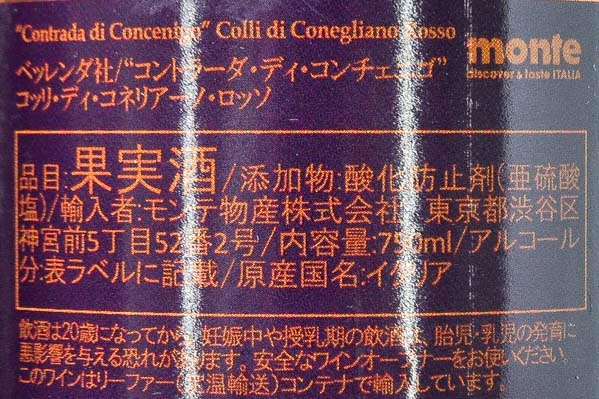 "Contrada di Concenigo" Colli di Conegliano Rosso
monte
discover & taste ITALIA
ベッレンダ社/"コントラーダ・ディ・コンチェニゴ"
コッリ・ディ・コネリアーノ・ロッソ
品目:果実酒/添加物:酸化防止剤(亜硫酸
塩)/輸入者:モンテ物産株式会社 東京都渋谷区
神宮前5丁目52番2号/内容量:750ml/アルコール
分:表ラベルに記載/原産国名:イタリア
飲酒は20歳になってから。妊娠中や授乳期の飲酒は、胎児・乳児の発育に
悪影響を与える恐れがあります。安全なワインオープナーをお使いください。
このワインはリーファー(定温輸送)コンテナで輸入しています